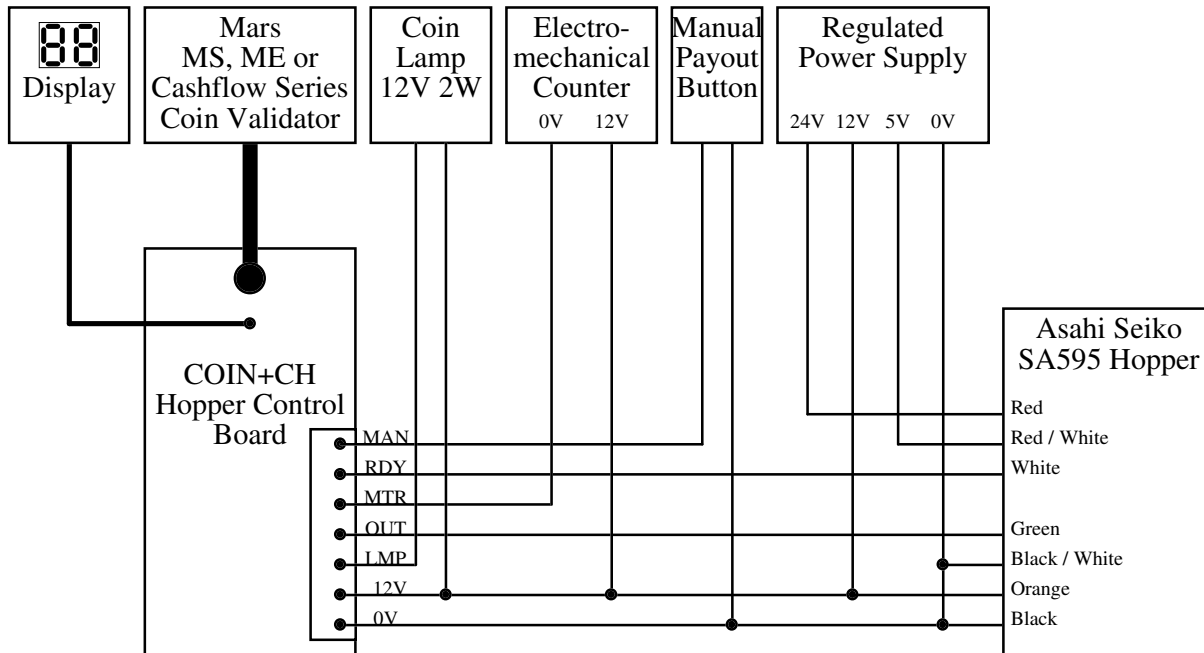 88
Display
Mars
MS, ME or
Cashflow Series
Coin Validator
Coin
Lamp
12V 2W
Electro-
mechanical
Counter
0V 12V
Manual
Payout
Button
Regulated
Power Supply
24V 12V 5V 0V
COIN+CH
Hopper Control
Board
MAN
RDY
MTR
OUT
LMP
12V
0V
Asahi Seiko
SA595 Hopper
Red
Red / White
White
Green
Black / White
Orange
Black